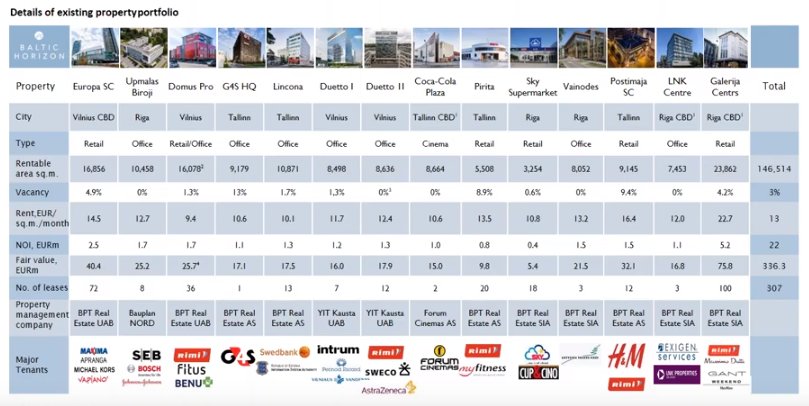 Details of existing property portfolio
BALTIC
HORIZON
Property Europa SC Upmalas Biroji Domus Pro G4S HQ Lincona Duetto I Duetto II Coca-Cola Plaza Pirita Sky Supermarket Vainodes Postimaja SC LNK Centre Galerija Centrs Total
City Vilnius CBD Riga Vilnius Tallinn Tallinn Vilnius Vilnius Tallinn CBD¹ Tallinn Riga Riga Tallinn Riga CBD¹ Riga CBD¹
Type Retail Office Retail/Office Office Office Office Office Cinema Retail Retail Office Retail Office Retail
Rentable area sq.m. 16,856 10,458 16,078² 9,179 10,871 8,498 8,636 8,664 5,508 3,254 8,052 9,145 7,453 23,862 146,514
Vacancy 4.9% 0% 1.3% 13% 1.7% 1,3% 0%³ 8.9% 0.6% 0% 9.4% 0% 4.2% 3%
Rent,EUR/ sq.m./month 14.5 12.7 9.4 10.6 10.1 11.7 12.4 10.6 13.5 10.8 13.2 16.4 12.0 22.7 13
NOI, EURm 2.5 1.7 1.7 1.1 1.3 1.2 1.3 1.0 0.8 0.4 1.5 1.5 1.1 5.2 22
Fair value, EURm 40.4 25.2 25.7⁴ 17.1 17.5 16.0 17.9 15.0 9.8 5.4 21.5 32.1 16.8 75.8 336.3
No. of leases 72 8 36 1 13 7 12 2 20 18 3 12 3 100 307
Property management company BPT Real Estate UAB Bauplan NORD BPT Real Estate UAB BPT Real Estate AS BPT Real Estate AS YIT Kausta UAB YIT Kausta UAB Forum Cinemas AS BPT Real Estate AS BPT Real Estate SIA BPT Real Estate SIA BPT Real Estate AS BPT Real Estate SIA BPT Real Estate SIA
Major Tenants
MAXIMA APRANGA MICHAEL KORS VAPIANO
SEB BOSCH Johnson&Johnson
RIMI Fitus BENU
G4S
Swedbank
intrum
RIMI SWECO AstraZeneca
FORUM CINEMAS
RIMI myfitness
SKY CUP&CINO
H&M RIMI
EXIGEN services LNK PROPERTIES
RIMI Massimo Dutti GANT WEEKEND